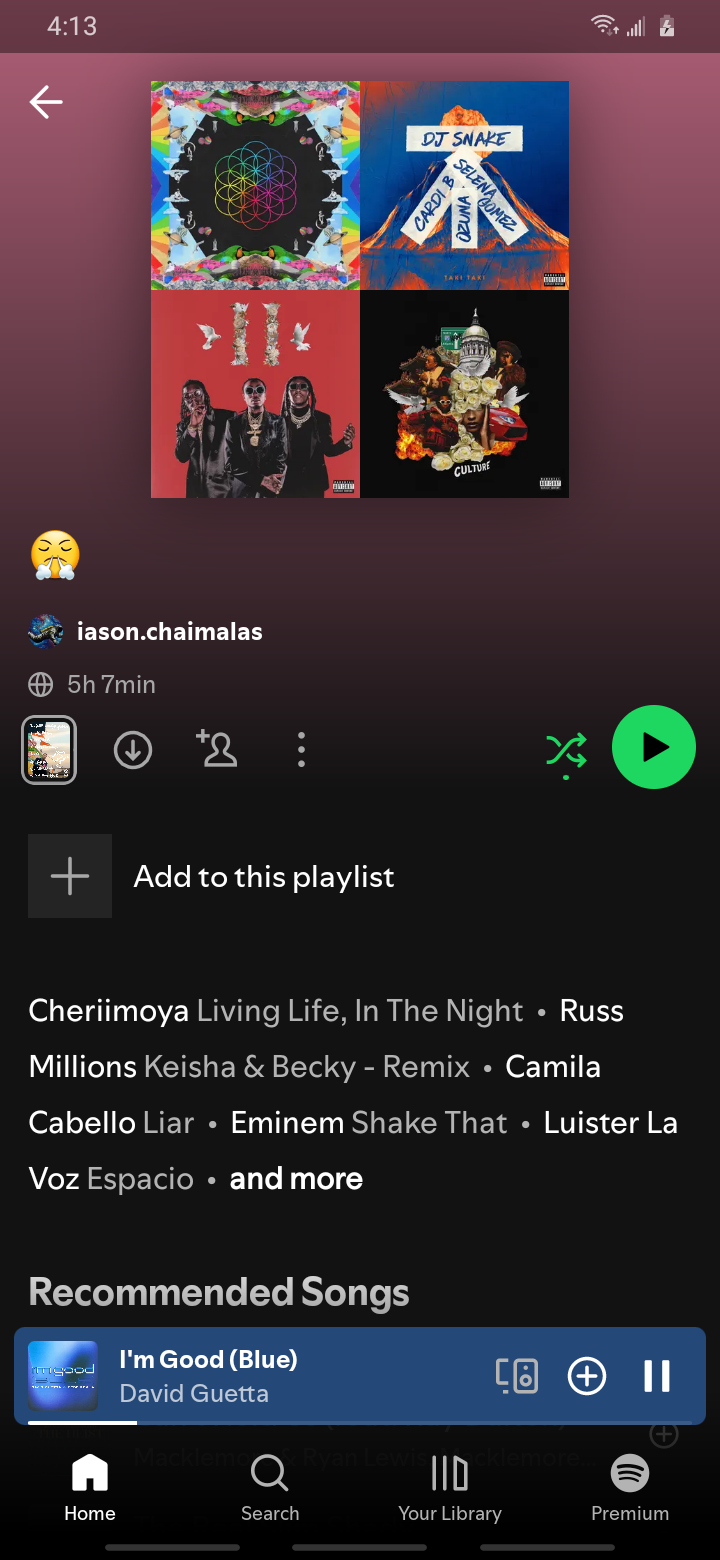 4:13
DJ SNAKE
SELENA GOMEZ
CARDI B
OZUNA
TAKI TAKI
CULTURE
iason.chaimalas
5h 7min
Add to this playlist
Cheriimoya Living Life, In The Night • Russ
Millions Keisha & Becky - Remix • Camila
Cabello Liar • Eminem Shake That • Luister La
Voz Espacio • and more
Recommended Songs
I'm Good (Blue)
David Guetta
Macklemore & Ryan Lewis, Macklemore...
Home
Search
Your Library
Premium